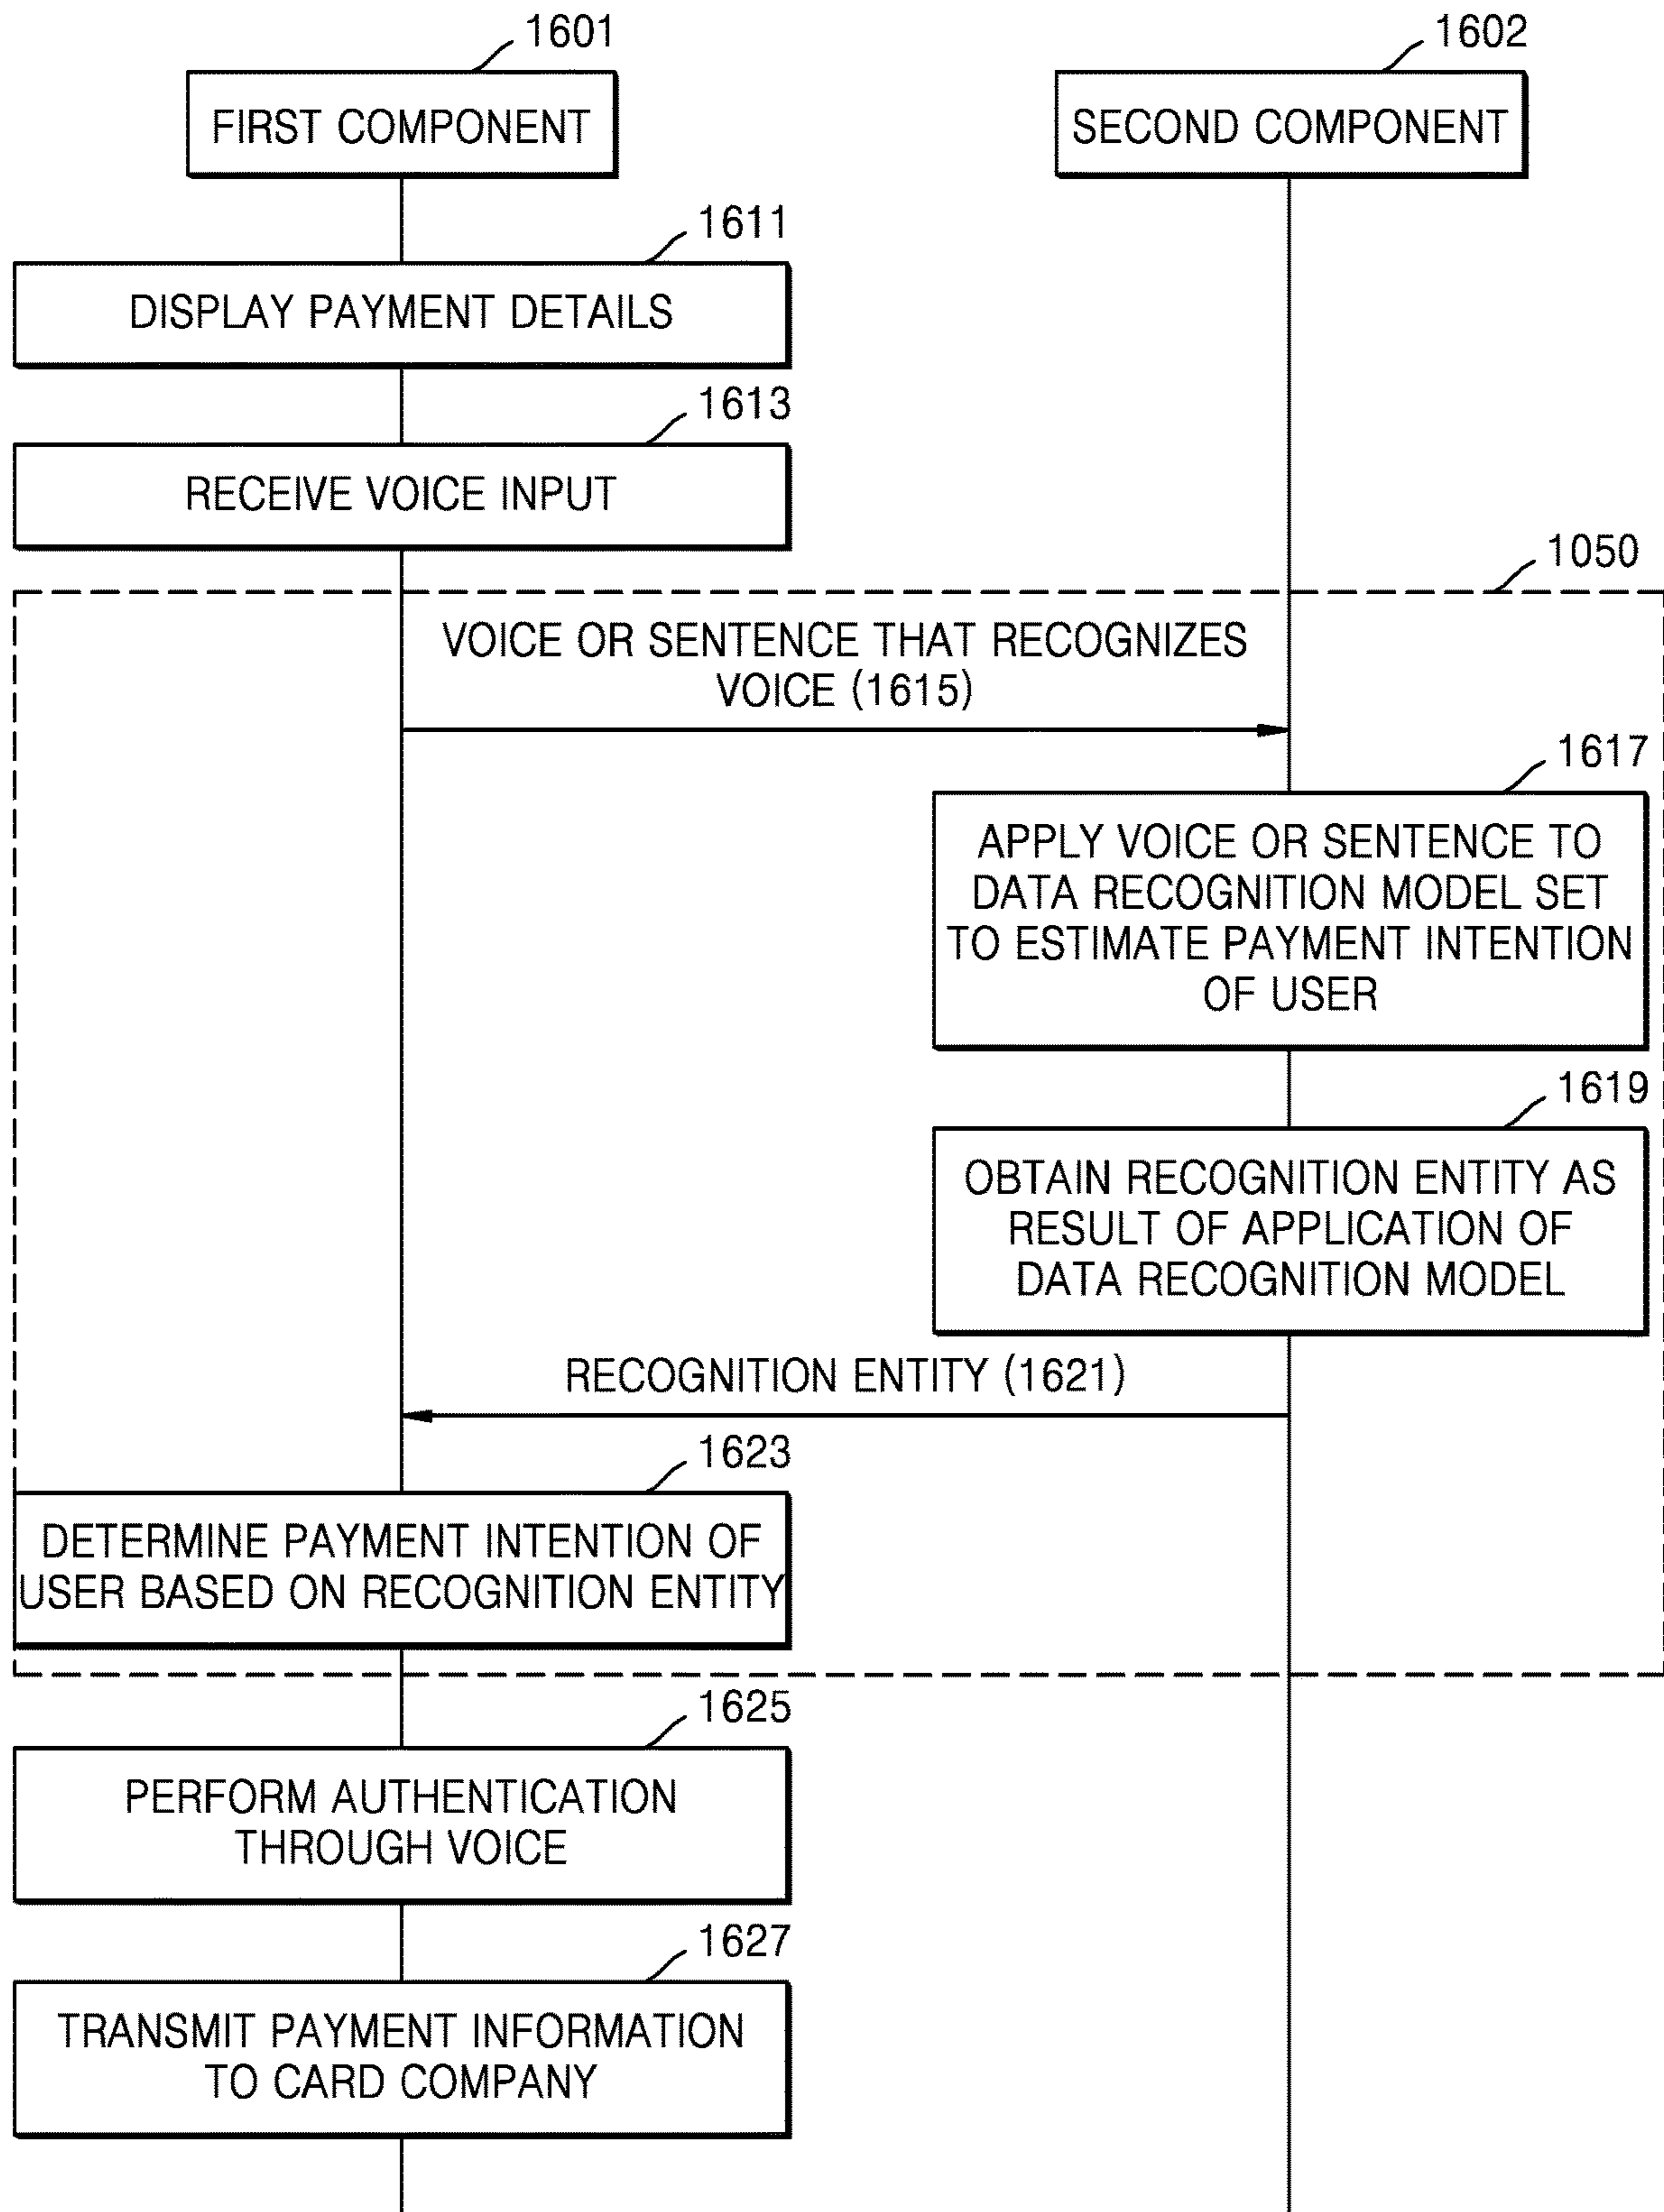 1601
1602
FIRST COMPONENT
SECOND COMPONENT
1611
DISPLAY PAYMENT DETAILS
1613
RECEIVE VOICE INPUT
1050
VOICE OR SENTENCE THAT RECOGNIZES
VOICE (1615)
1617
APPLY VOICE OR SENTENCE TO
DATA RECOGNITION MODEL SET
TO ESTIMATE PAYMENT INTENTION
OF USER
1619
OBTAIN RECOGNITION ENTITY AS
RESULT OF APPLICATION OF
DATA RECOGNITION MODEL
RECOGNITION ENTITY (1621)
1623
DETERMINE PAYMENT INTENTION OF
USER BASED ON RECOGNITION ENTITY
1625
PERFORM AUTHENTICATION
THROUGH VOICE
1627
TRANSMIT PAYMENT INFORMATION
TO CARD COMPANY